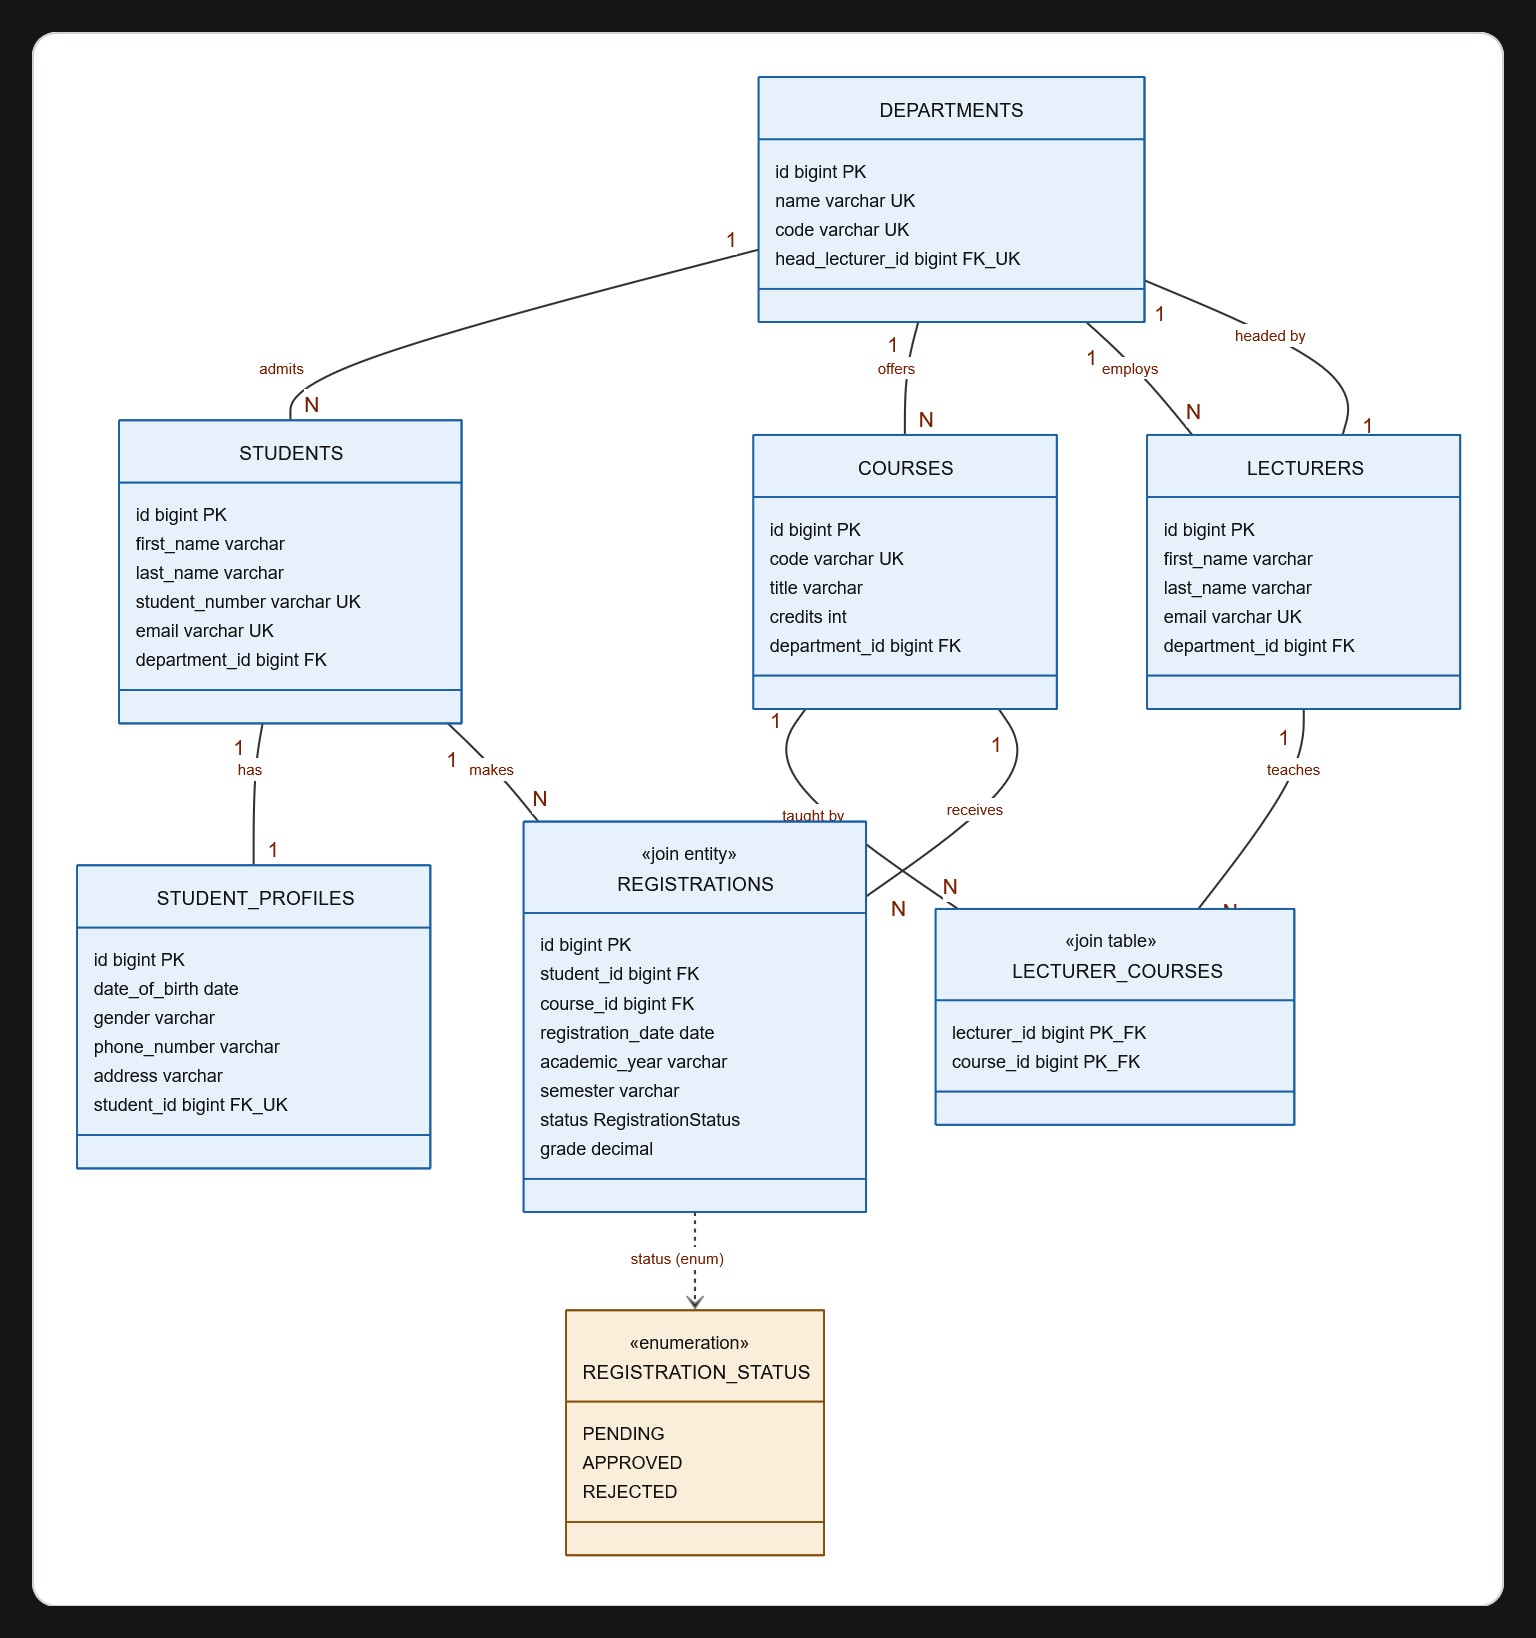 DEPARTMENTS
id bigint PK
name varchar UK
code varchar UK
head_lecturer_id bigint FK_UK
1
1
1
1
headed by
admits
offers
employs
N
N
N
1
STUDENTS
id bigint PK
first_name varchar
last_name varchar
student_number varchar UK
email varchar UK
department_id bigint FK
COURSES
id bigint PK
code varchar UK
title varchar
credits int
department_id bigint FK
LECTURERS
id bigint PK
first_name varchar
last_name varchar
email varchar UK
department_id bigint FK
1
1
1
1
1
has
makes
taught by
receives
teaches
1
N
N
N
N
STUDENT_PROFILES
id bigint PK
date_of_birth date
gender varchar
phone_number varchar
address varchar
student_id bigint FK_UK
«join entity»
REGISTRATIONS
id bigint PK
student_id bigint FK
course_id bigint FK
registration_date date
academic_year varchar
semester varchar
status RegistrationStatus
grade decimal
«join table»
LECTURER_COURSES
lecturer_id bigint PK_FK
course_id bigint PK_FK
status (enum)
«enumeration»
REGISTRATION_STATUS
PENDING
APPROVED
REJECTED